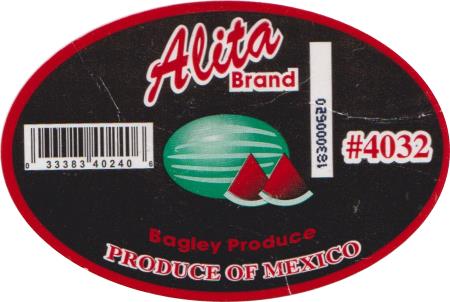 Alita
Brand
0 33383 40240 6
183000620
#4032
Bagley Produce
PRODUCE OF MEXICO